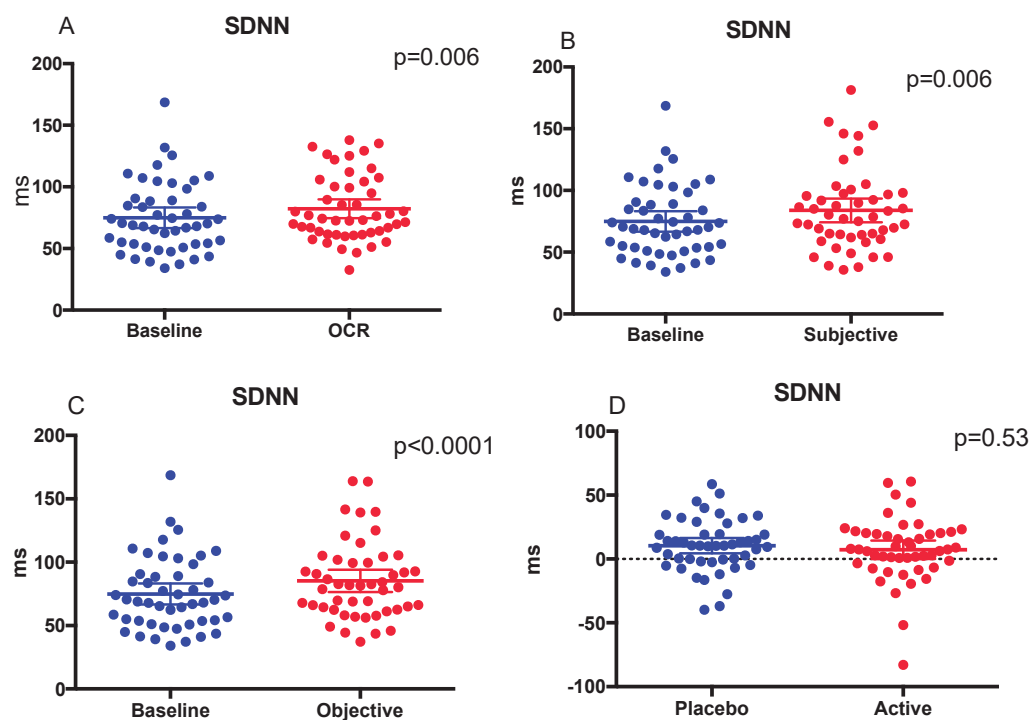 A
SDNN
p=0.006
200
150
100
50
0
ms
Baseline
OCR
B
SDNN
p=0.006
200
150
100
50
0
ms
Baseline
Subjective
C
SDNN
p<0.0001
200
150
100
50
0
ms
Baseline
Objective
D
SDNN
p=0.53
100
50
0
-50
-100
ms
Placebo
Active